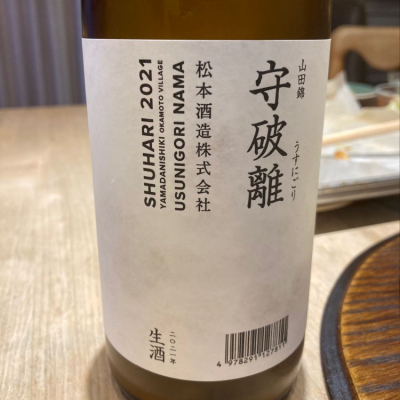 山田錦
守破離
うすにごり
松本酒造株式会社
SHUHARI 2021
YAMADANISHIKI OKAMOTO VILLAGE
USUNIGORI NAMA
二〇二一年
生酒